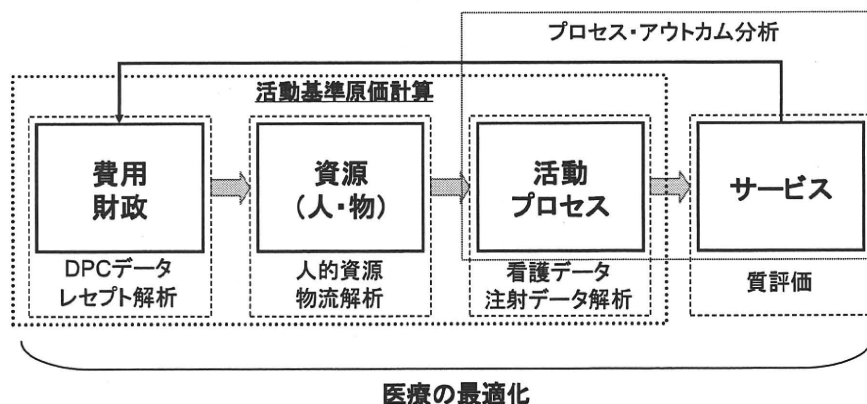 プロセス・アウトカム分析
活動基準原価計算
費用
財政
資源
(人・物)
活動
プロセス
サービス
DPCデータ
レセプト解析
人的資源
物流解析
看護データ
注射データ解析
質評価
医療の最適化